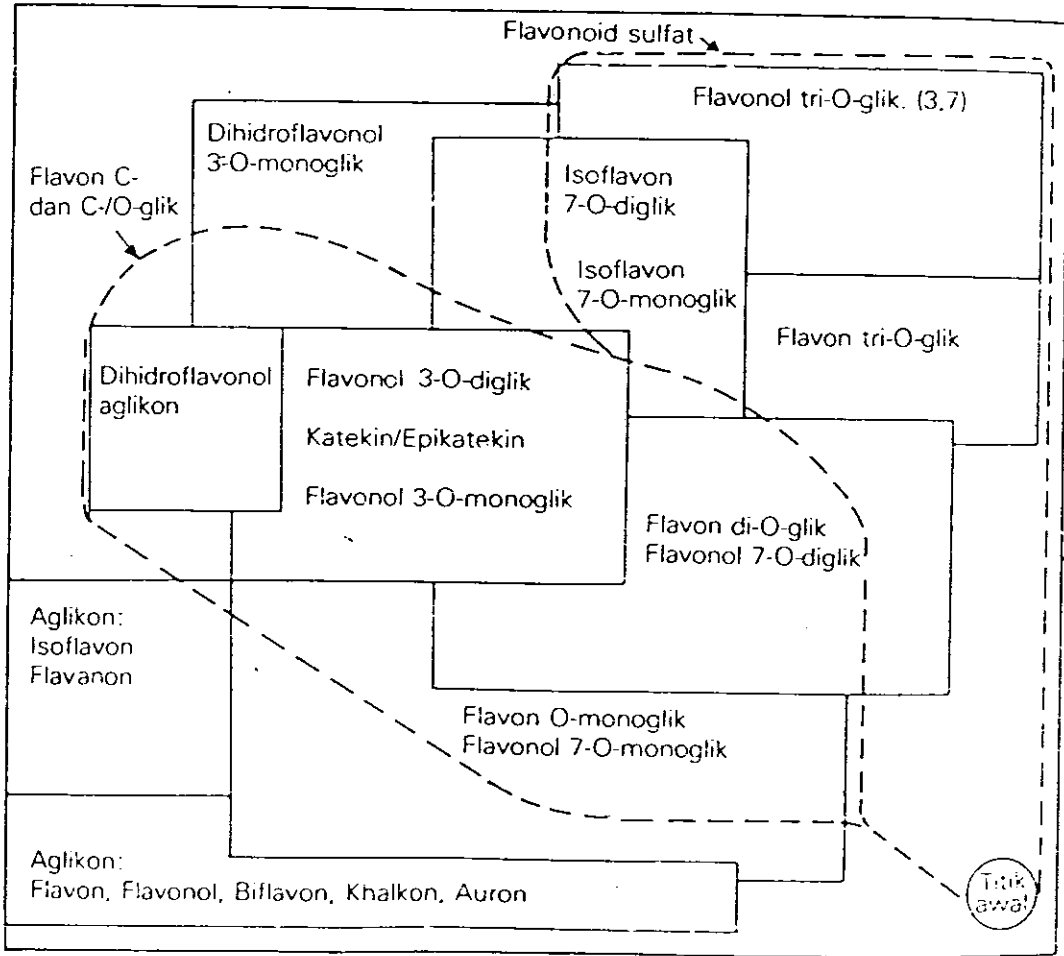 Flavonoid sulfat
Flavonol tri-O-glik. (3,7)
Dihidroflavonol
3-O-monoglik
Flavon C-
dan C-/O-glik
Isoflavon
7-O-diglik
Isoflavon
7-O-monoglik
Flavon tri-O-glik
Dihidroflavonol
aglikon
Flavonol 3-O-diglik
Katekin/Epikatekin
Flavonol 3-O-monoglik
Flavon di-O-glik
Flavonol 7-O-diglik
Aglikon:
Isoflavon
Flavanon
Flavon O-monoglik
Flavonol 7-O-monoglik
Aglikon:
Flavon, Flavonol, Biflavon, Khalkon, Auron
Titik
awal